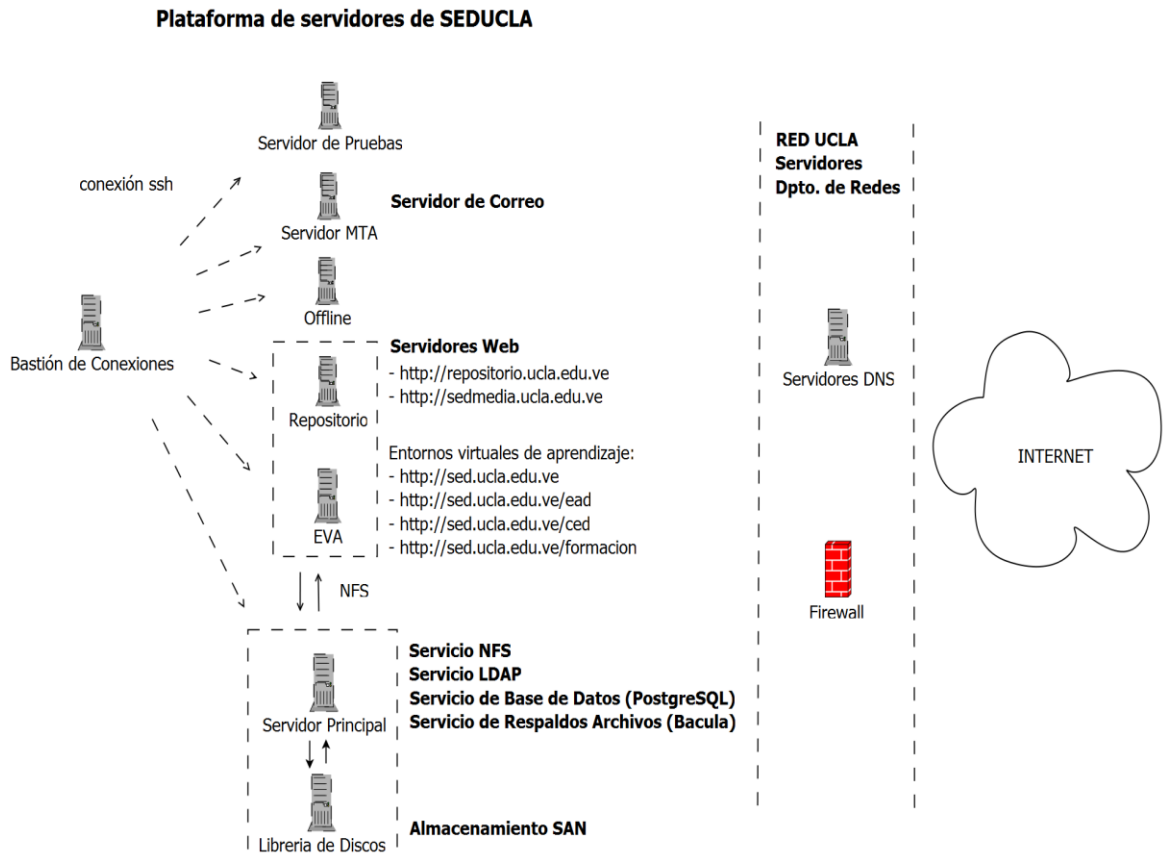 Plataforma de servidores de SEDUCLA
Servidor de Pruebas
conexión ssh
Servidor de Correo
Servidor MTA
Offline
Bastión de Conexiones
Servidores Web
- http://repositorio.ucla.edu.ve
- http://sedmedia.ucla.edu.ve
Repositorio
Entornos virtuales de aprendizaje:
- http://sed.ucla.edu.ve
- http://sed.ucla.edu.ve/ead
- http://sed.ucla.edu.ve/ced
- http://sed.ucla.edu.ve/formacion
EVA
NFS
Servicio NFS
Servicio LDAP
Servicio de Base de Datos (PostgreSQL)
Servicio de Respaldos Archivos (Bacula)
Servidor Principal
Almacenamiento SAN
Libreria de Discos
RED UCLA
Servidores
Dpto. de Redes
Servidores DNS
Firewall
INTERNET